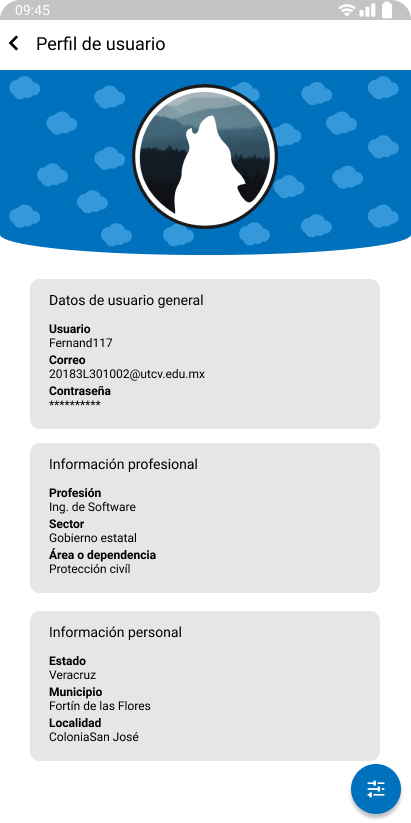 09:45
Perfil de usuario
Datos de usuario general
Usuario
Fernand117
Correo
20183L301002@utcv.edu.mx
Contraseña
**********
Información profesional
Profesión
Ing. de Software
Sector
Gobierno estatal
Área o dependencia
Protección civíl
Información personal
Estado
Veracruz
Municipio
Fortín de las Flores
Localidad
ColoniaSan José